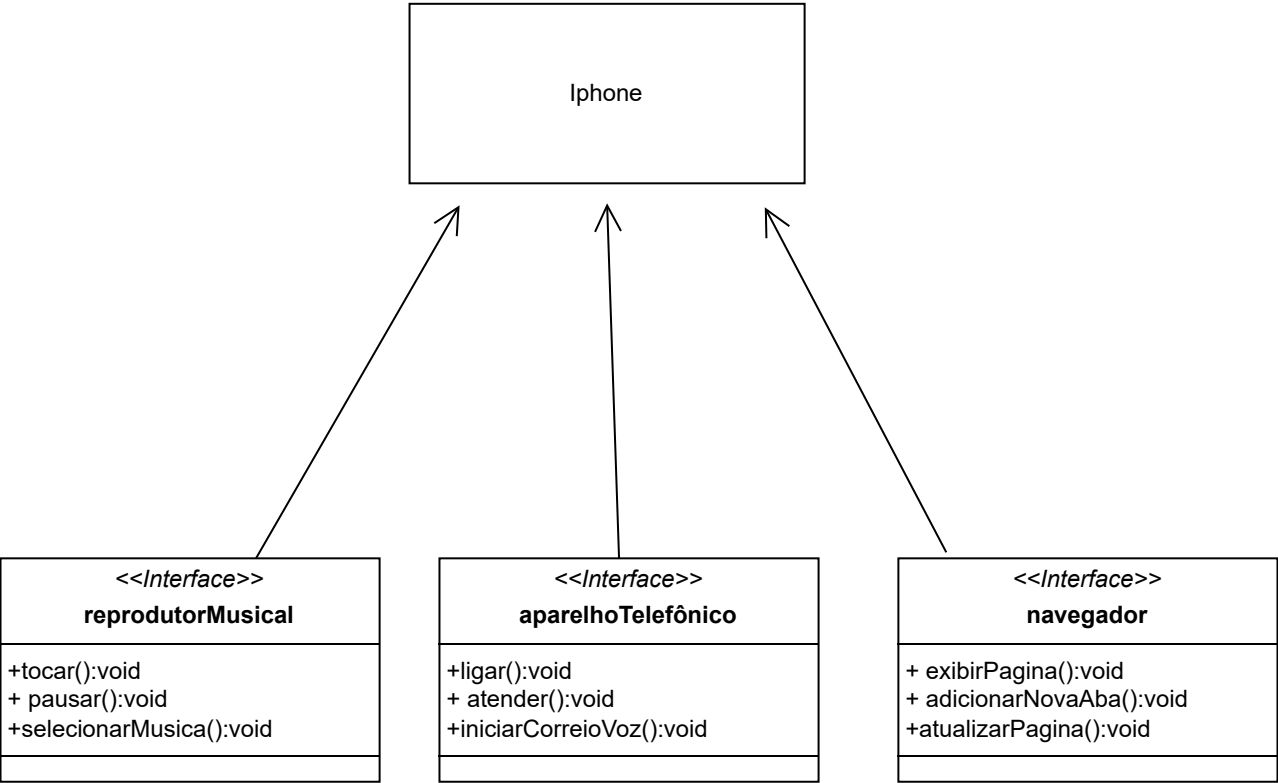 Iphone
<<Interface>>
reprodutorMusical
+tocar():void
+ pausar():void
+selecionarMusica():void
<<Interface>>
aparelhoTelefônico
+ligar():void
+ atender():void
+iniciarCorreioVoz():void
<<Interface>>
navegador
+ exibirPagina():void
+ adicionarNovaAba():void
+atualizarPagina():void